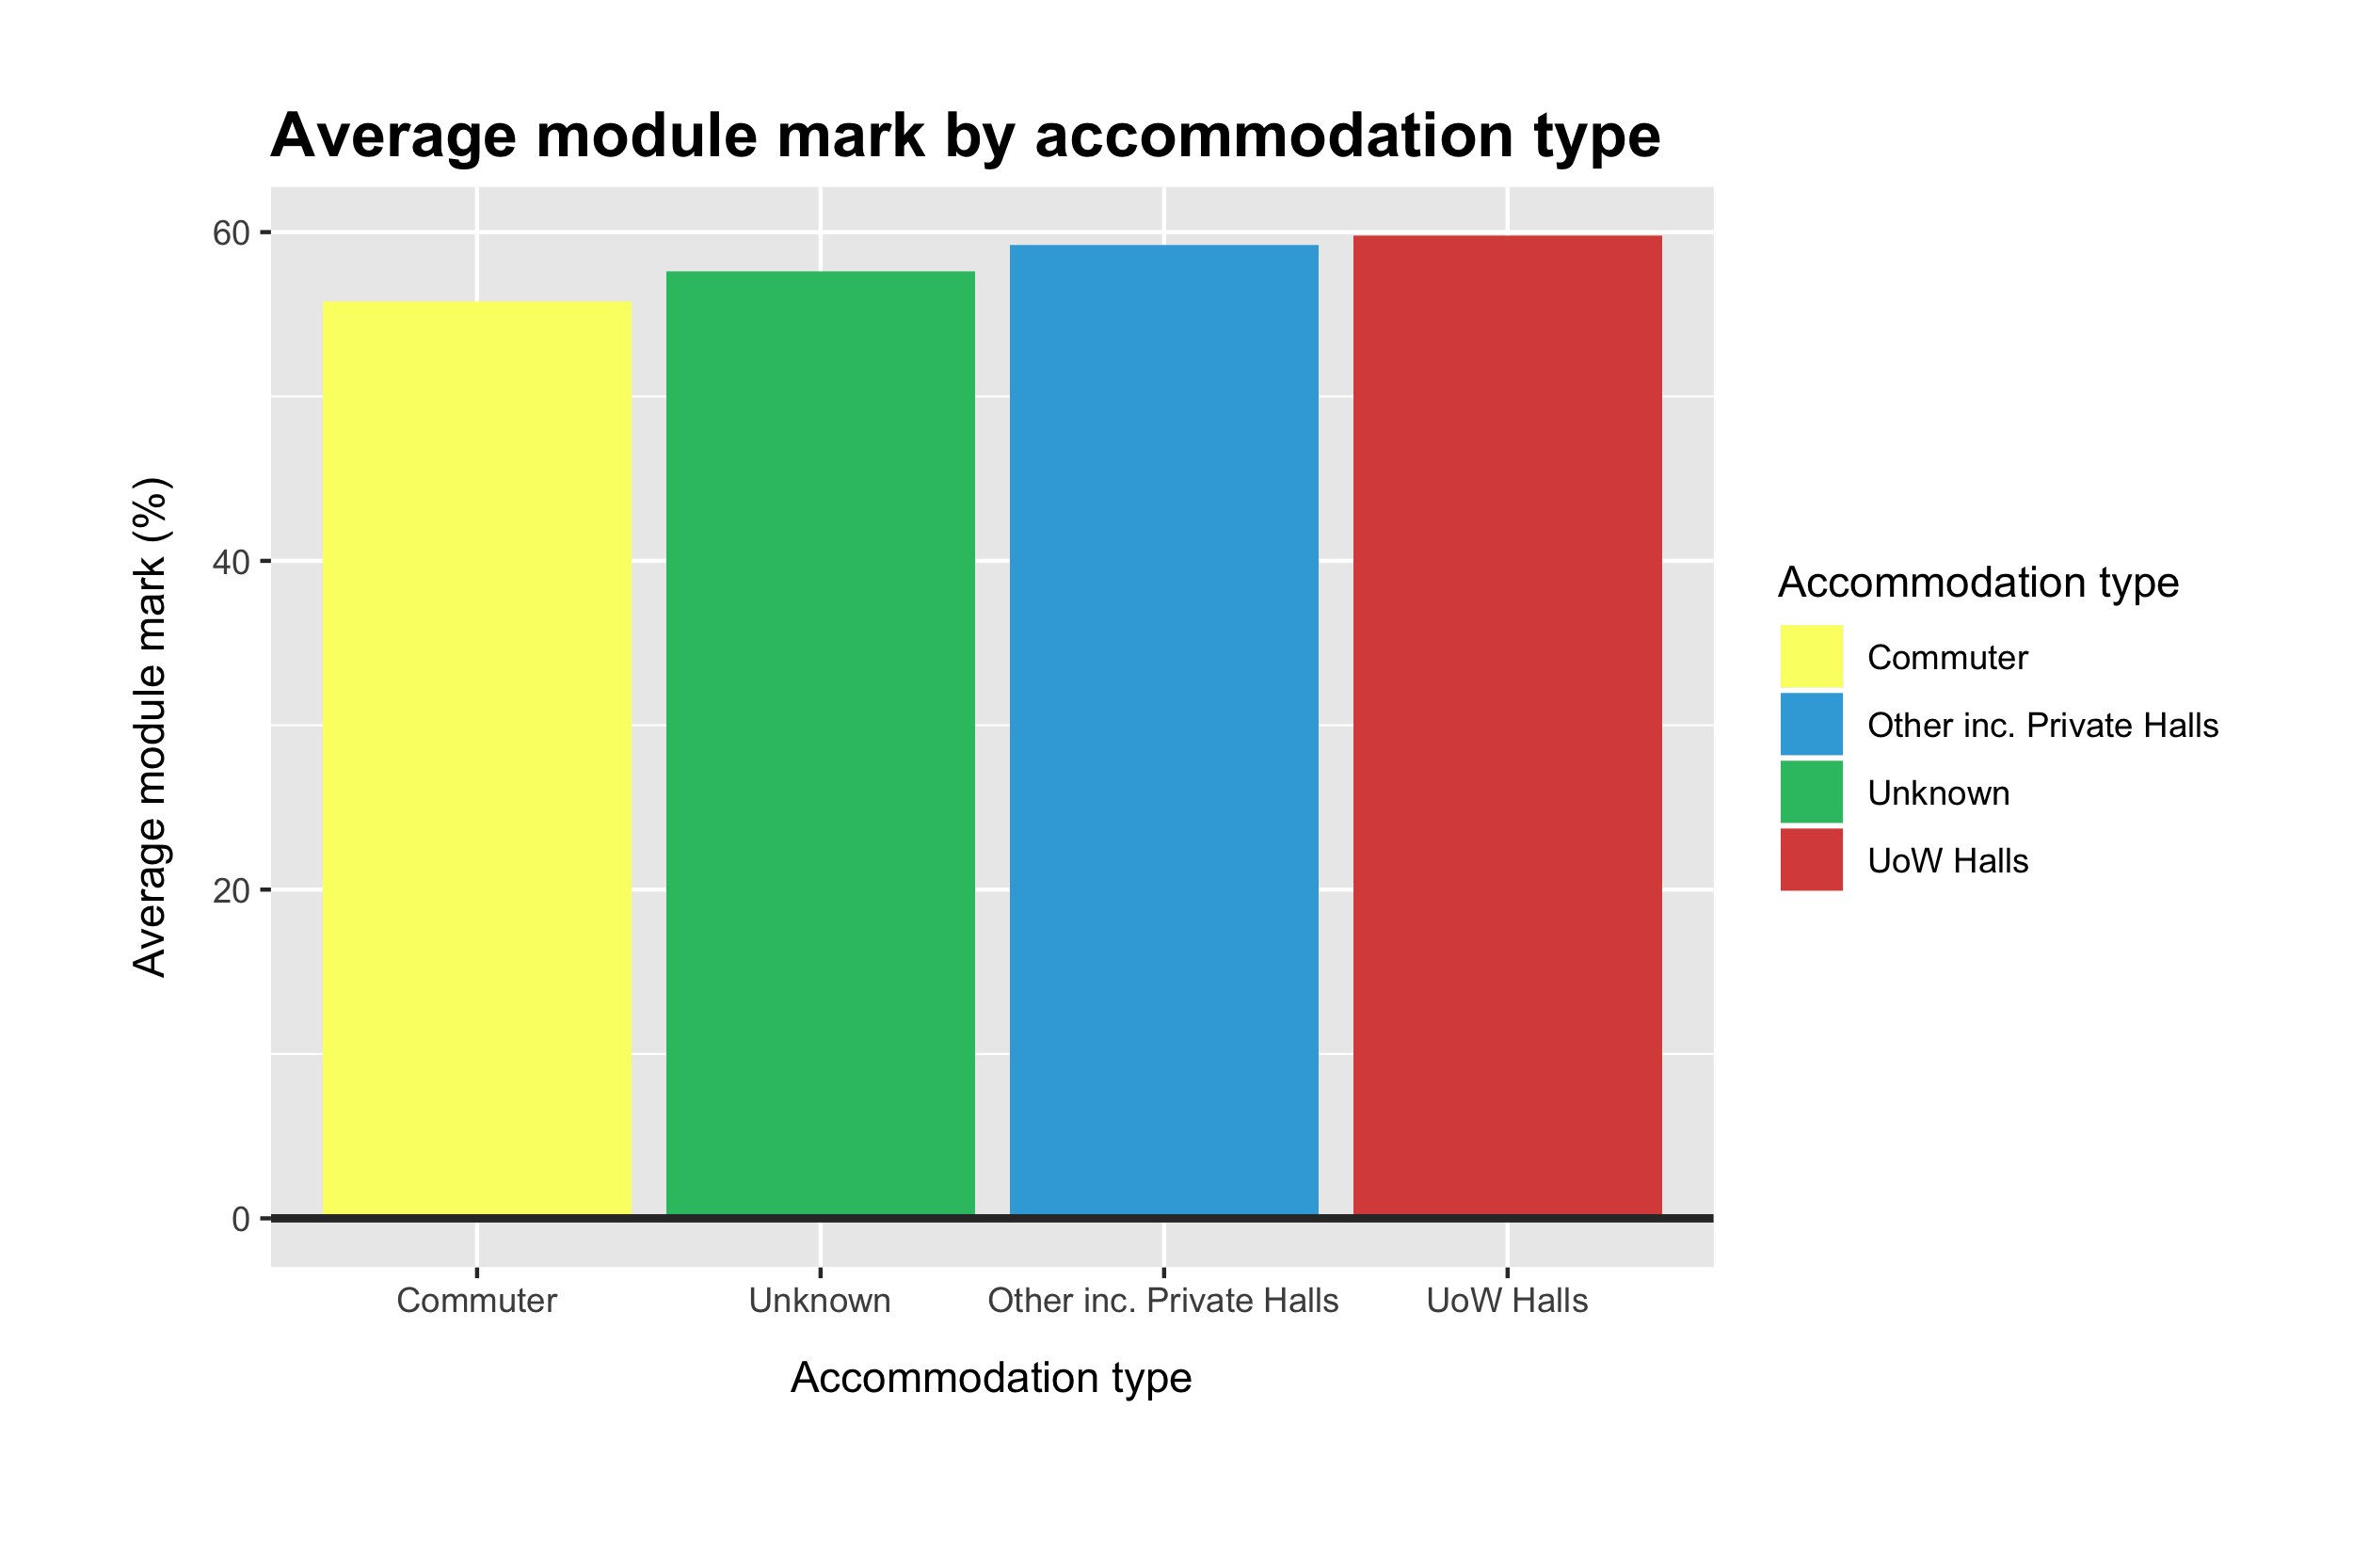 Average module mark by accommodation type
Average module mark (%)
60
40
20
0
Commuter
Unknown
Other inc. Private Halls
UoW Halls
Accommodation type
Accommodation type
Commuter
Other inc. Private Halls
Unknown
UoW Halls